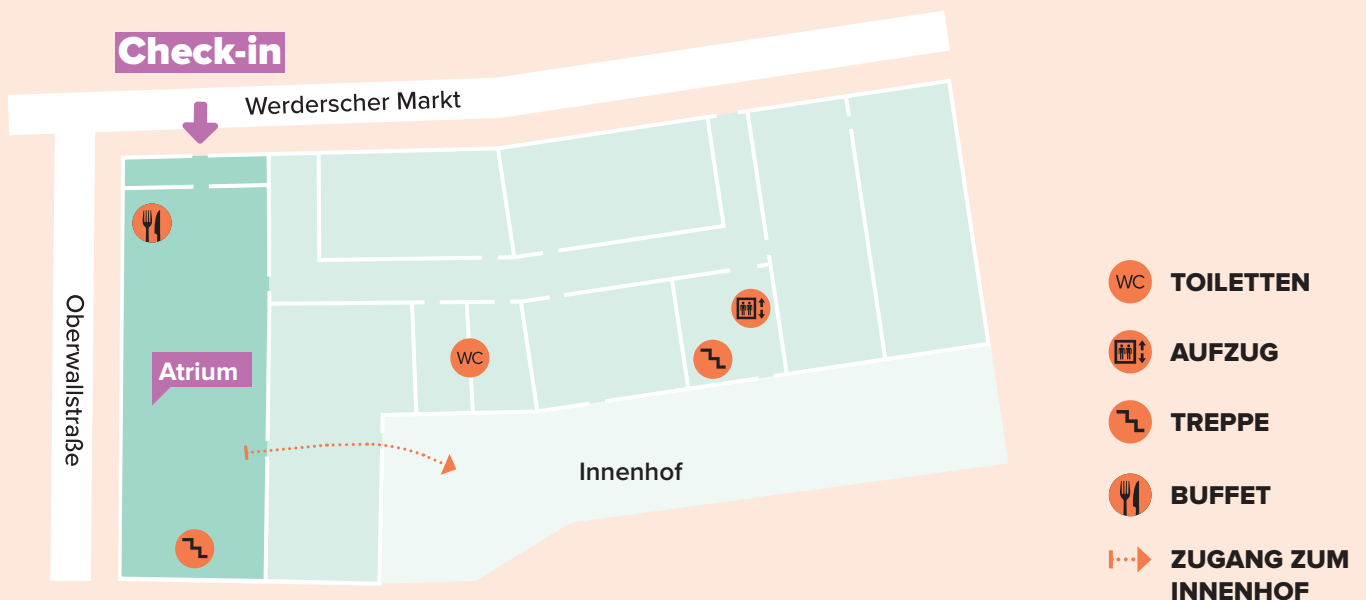 Check-in
Werderscher Markt
Oberwallstraße
Atrium
WC
Innenhof
WC TOILETTEN
AUFZUG
TREPPE
BUFFET
ZUGANG ZUM
INNENHOF